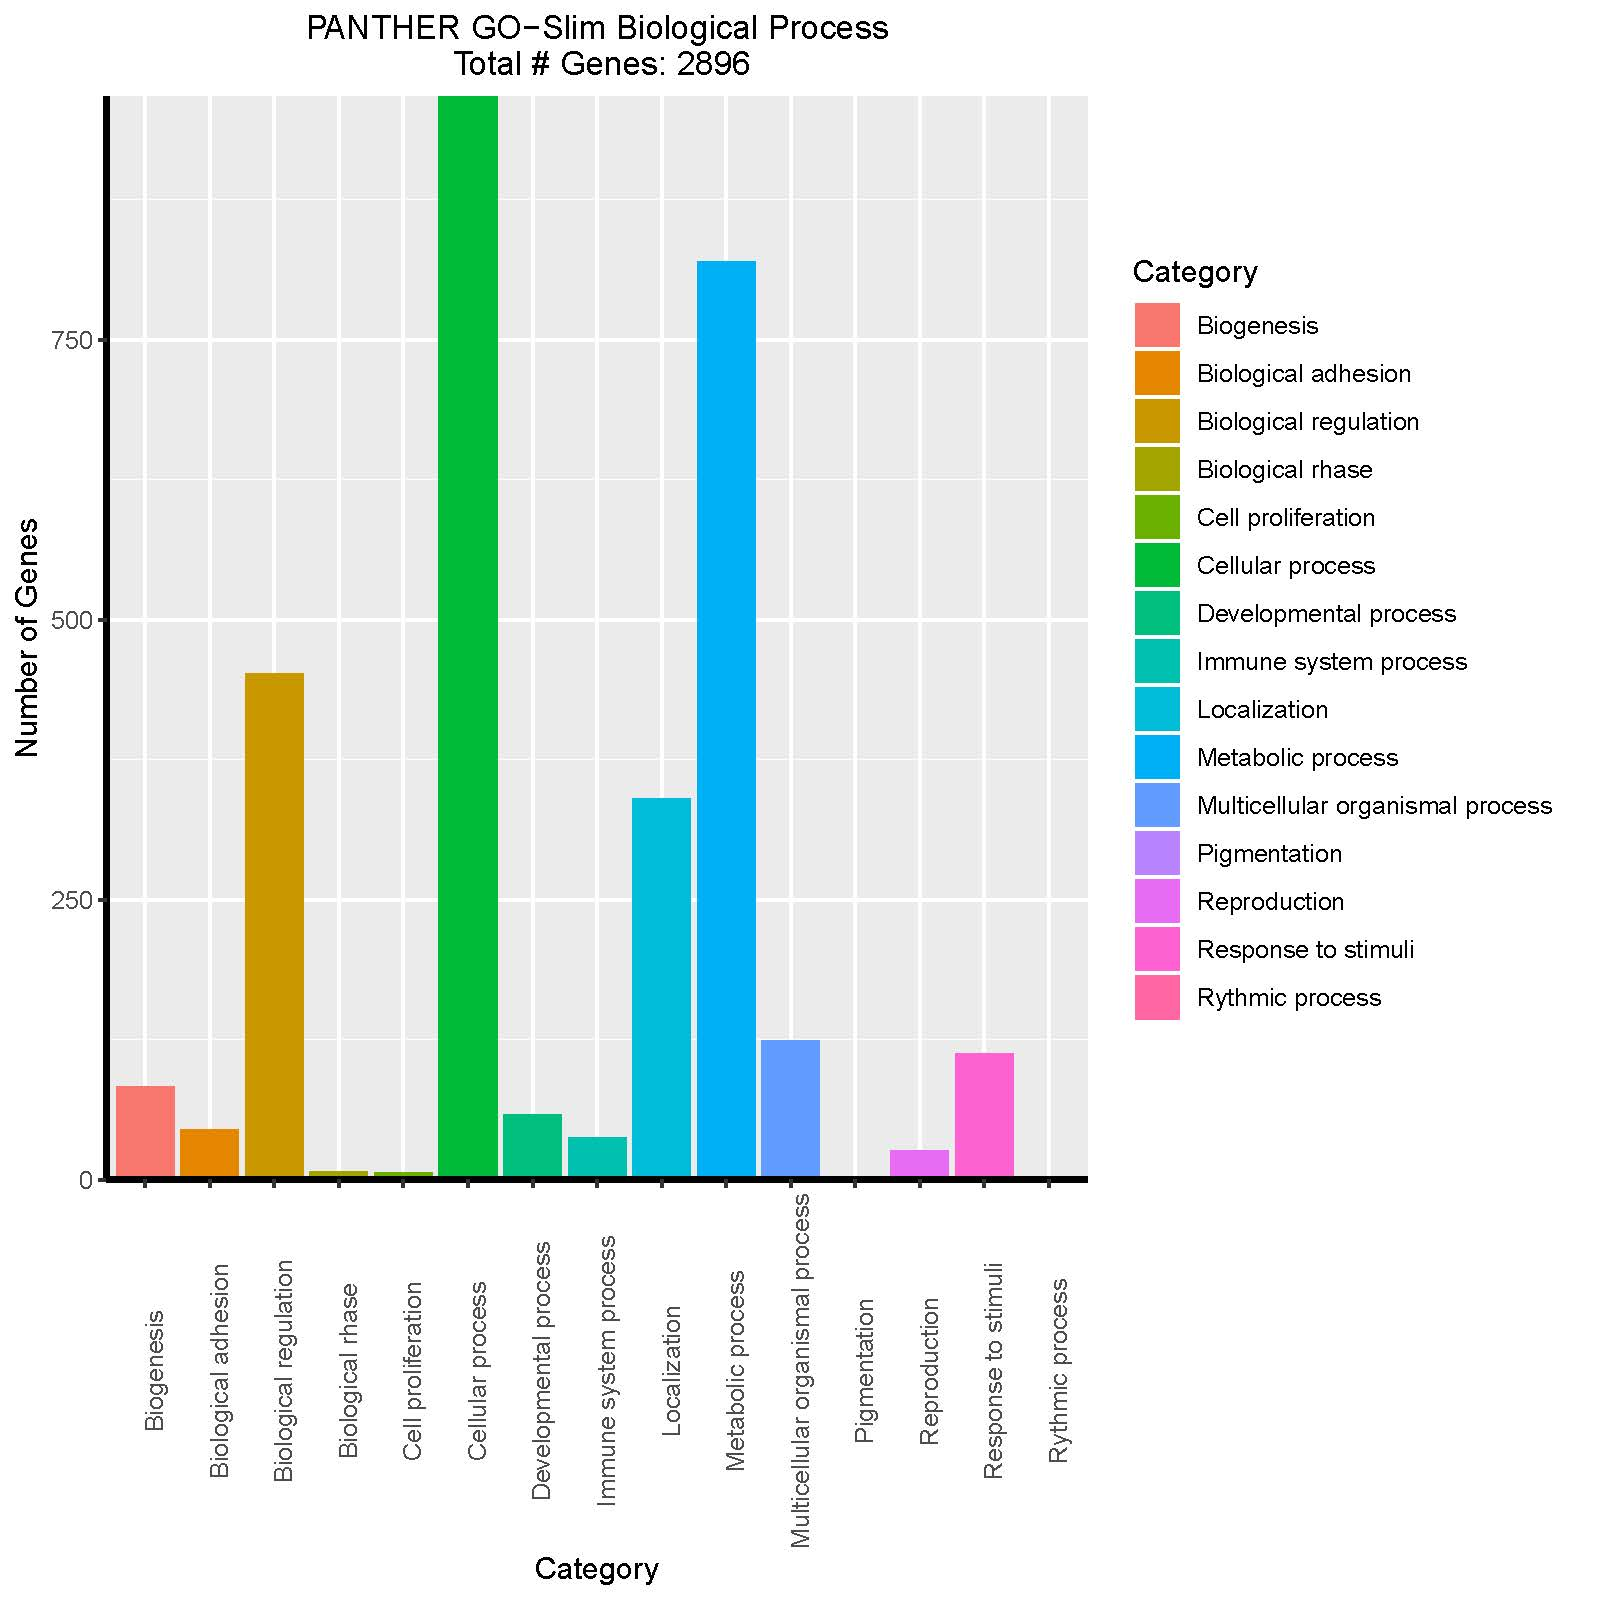 PANTHER GO−Slim Biological Process
Total # Genes: 2896
Number of Genes
750
500
250
0
Biogenesis
Biological adhesion
Biological regulation
Biological rhase
Cell proliferation
Cellular process
Developmental process
Immune system process
Localization
Metabolic process
Multicellular organismal process
Pigmentation
Reproduction
Response to stimuli
Rythmic process
Category
Category
Biogenesis
Biological adhesion
Biological regulation
Biological rhase
Cell proliferation
Cellular process
Developmental process
Immune system process
Localization
Metabolic process
Multicellular organismal process
Pigmentation
Reproduction
Response to stimuli
Rythmic process